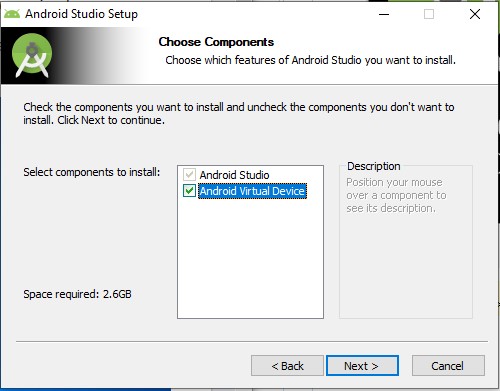 Android Studio Setup
Choose Components
Choose which features of Android Studio you want to install.
Check the components you want to install and uncheck the components you don't want to
install. Click Next to continue.
Select components to install:
Android Studio
Android Virtual Device
Description
Position your mouse
over a component to
see its description.
Space required: 2.6GB
< Back
Next >
Cancel